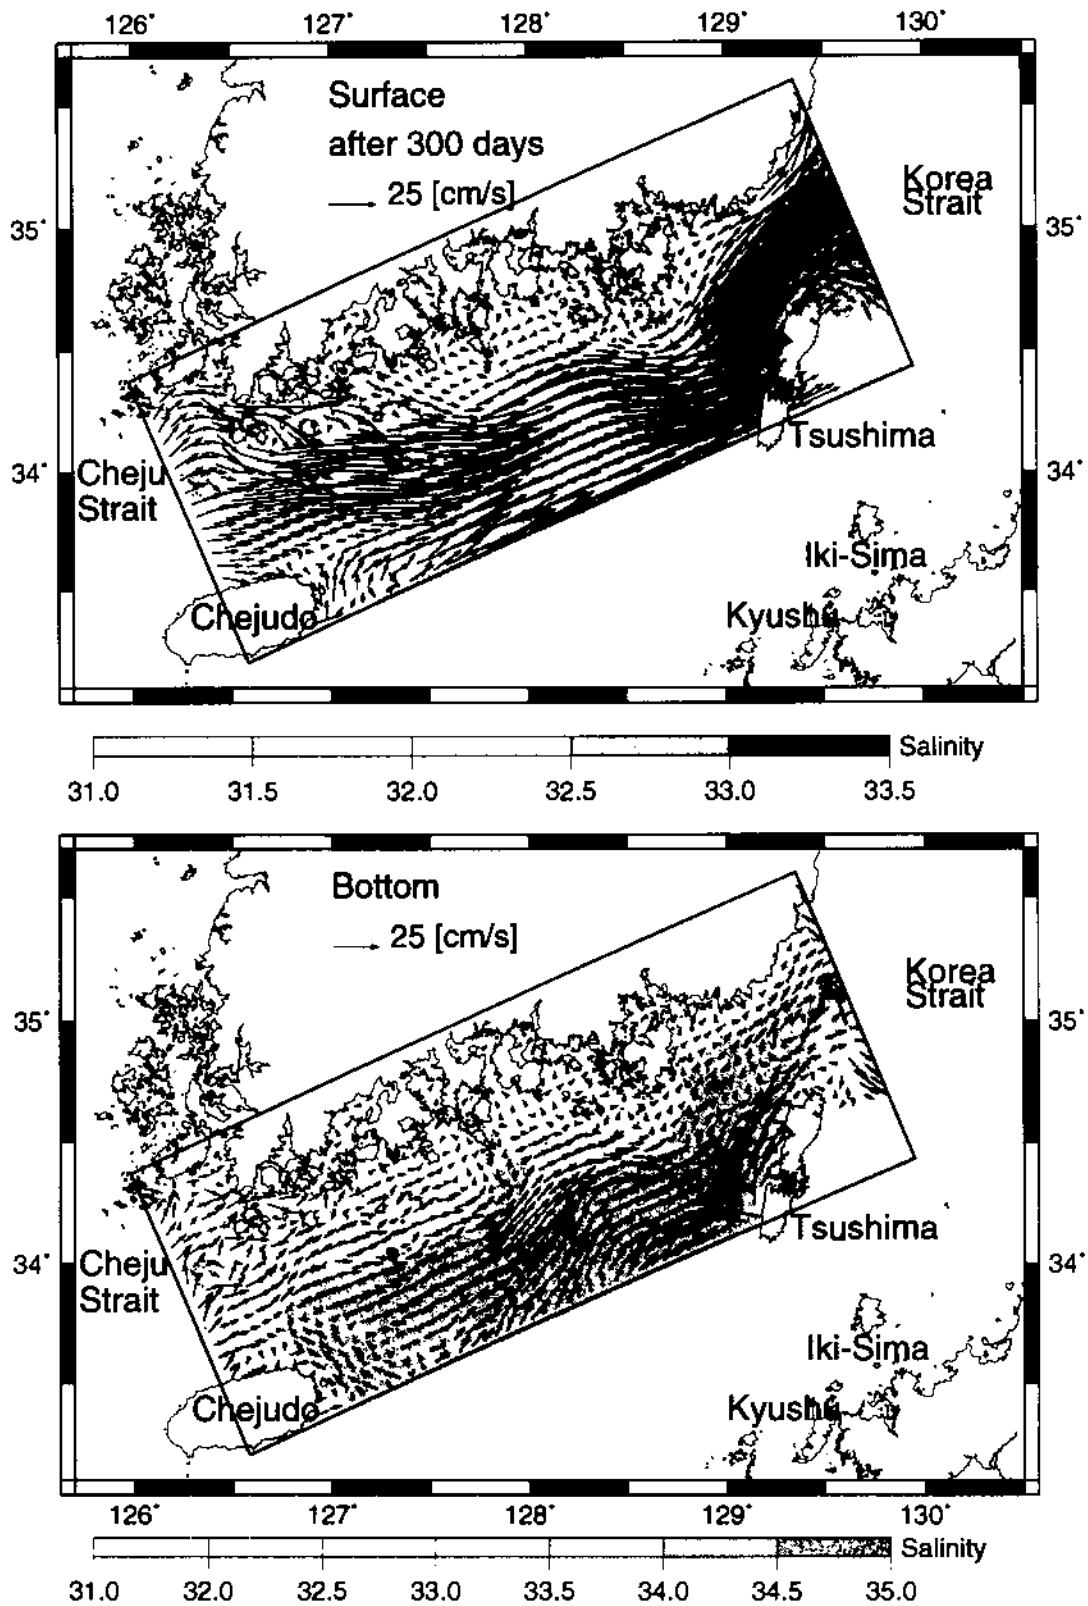 126° 127° 128° 129° 130°
Surface
after 300 days
25 [cm/s]
Korea
Strait
35° 35°
Tsushima
34° 34°
Cheju
Strait
Iki-Sima
Chejudo
Kyushu
Salinity
31.0 31.5 32.0 32.5 33.0 33.5
Bottom
25 [cm/s]
Korea
Strait
35° 35°
Tsushima
34° 34°
Cheju
Strait
Iki-Sima
Chejudo
Kyushu
126° 127° 128° 129° 130°
Salinity
31.0 32.0 32.5 33.0 33.5 34.0 34.5 35.0